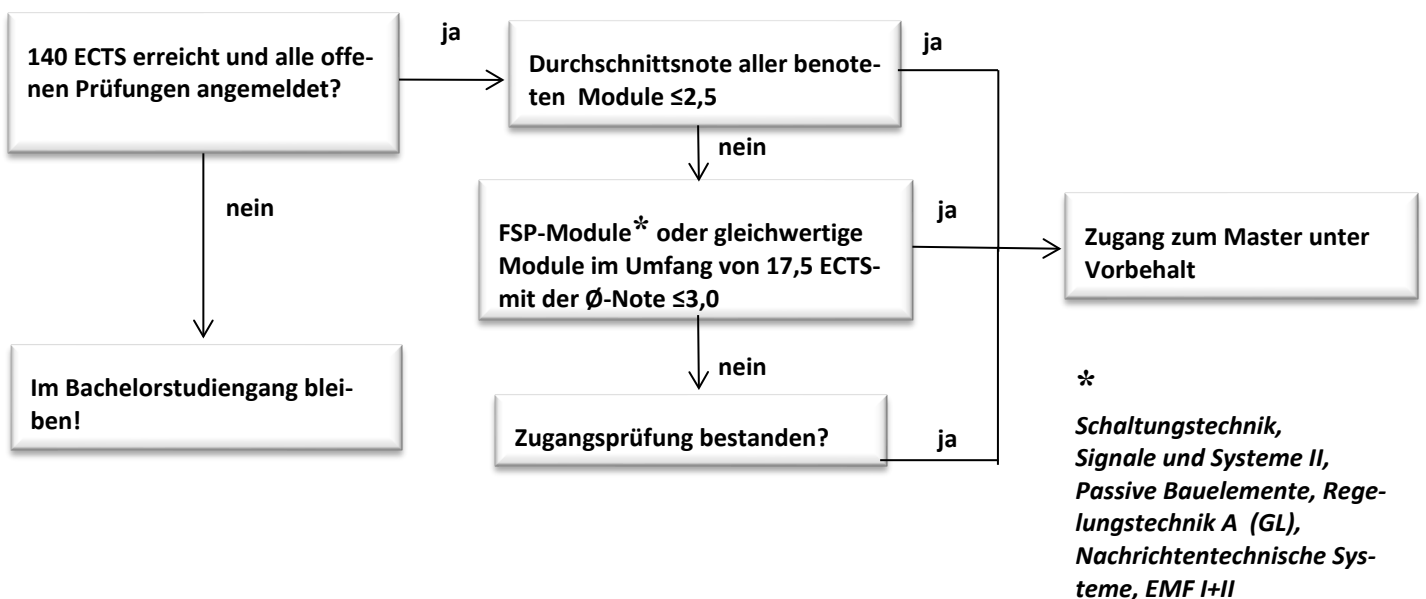 140 ECTS erreicht und alle offe-
nen Prüfungen angemeldet?
ja
Durchschnittsnote aller benote-
ten Module ≤2,5
ja
nein
nein
FSP-Module* oder gleichwertige
Module im Umfang von 17,5 ECTS-
mit der Ø-Note ≤3,0
ja
Zugang zum Master unter
Vorbehalt
nein
Im Bachelorstudiengang blei-
ben!
Zugangsprüfung bestanden?
ja
*
Schaltungstechnik,
Signale und Systeme II,
Passive Bauelemente, Rege-
lungstechnik A (GL),
Nachrichtentechnische Sys-
teme, EMF I+II